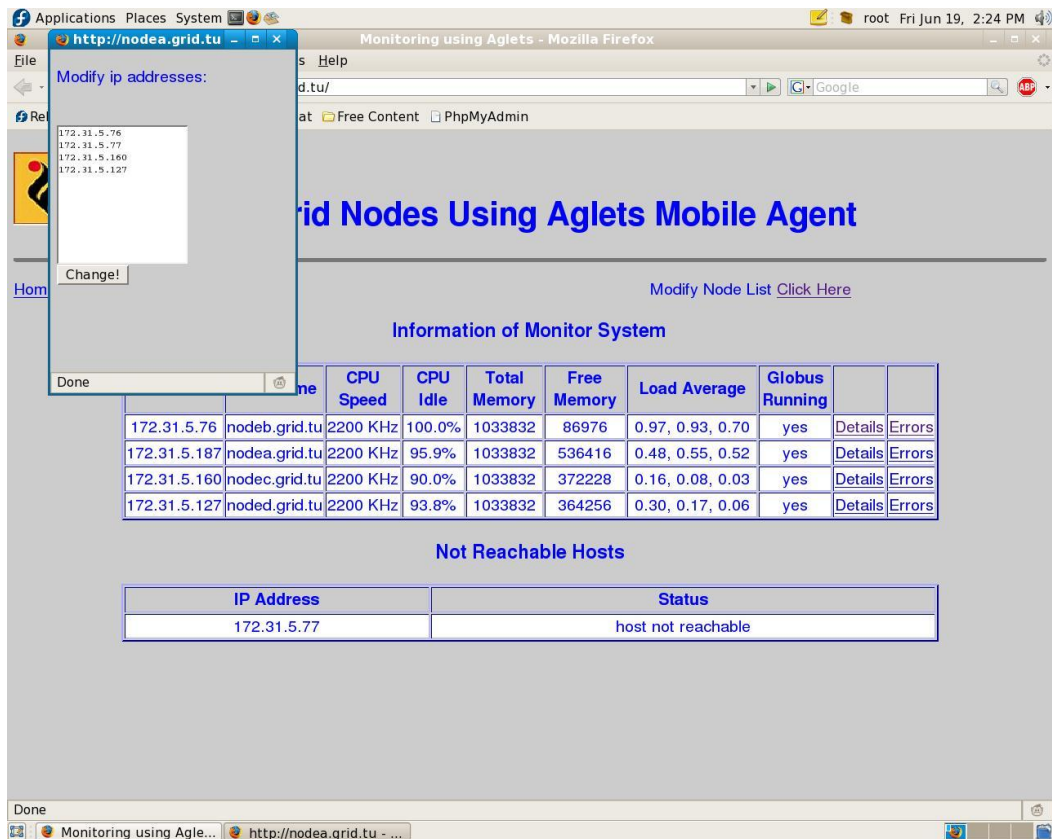 Applications Places System
root Fri Jun 19, 2:24 PM
http://nodea.grid.tu
Monitoring using Aglets - Mozilla Firefox
File
s Help
d.tu/
Google
ABP
Rel
at Free Content PhpMyAdmin
Modify ip addresses:
172.31.5.76
172.31.5.77
172.31.5.160
172.31.5.127
Change!
Done
rid Nodes Using Aglets Mobile Agent
Hom
Modify Node List Click Here
Information of Monitor System
me CPU Speed CPU Idle Total Memory Free Memory Load Average Globus Running
172.31.5.76 nodeb.grid.tu 2200 KHz 100.0% 1033832 86976 0.97, 0.93, 0.70 yes Details Errors
172.31.5.187 nodea.grid.tu 2200 KHz 95.9% 1033832 536416 0.48, 0.55, 0.52 yes Details Errors
172.31.5.160 nodec.grid.tu 2200 KHz 90.0% 1033832 372228 0.16, 0.08, 0.03 yes Details Errors
172.31.5.127 noded.grid.tu 2200 KHz 93.8% 1033832 364256 0.30, 0.17, 0.06 yes Details Errors
Not Reachable Hosts
IP Address Status
172.31.5.77 host not reachable
Done
Monitoring using Agle... http://nodea.grid.tu - ...